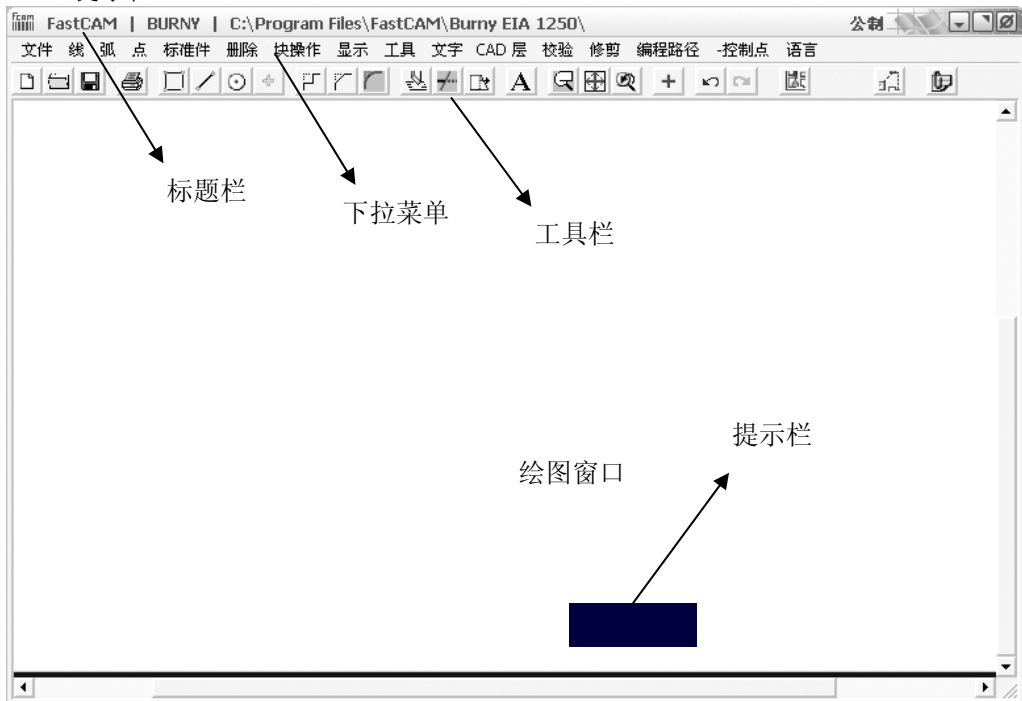 FastCAM | BURNY | C:\Program Files\FastCAM\Burny EIA 1250\ 公制
文件 线 弧 点 标准件 删除 块操作 显示 工具 文字 CAD 层 校验 修剪 编程路径 -控制点 语言
A
标题栏
下拉菜单
工具栏
提示栏
绘图窗口